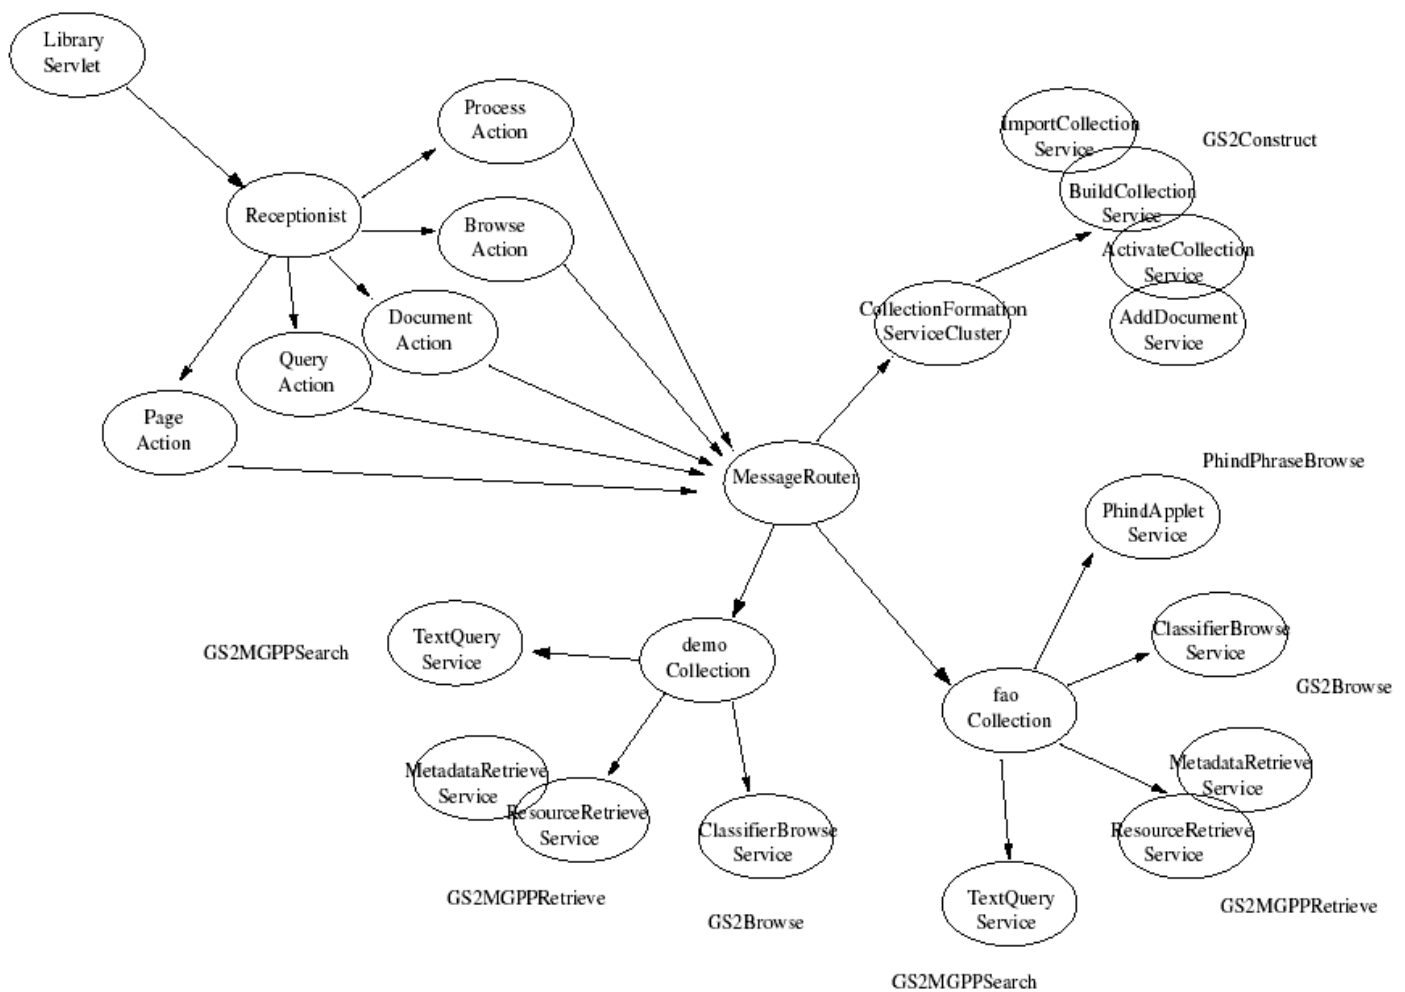 Library
Servlet
Process
Action
ImportCollection
Service
GS2Construct
BuildCollection
Service
Receptionist
Browse
Action
ActivateCollection
Service
Document
Action
CollectionFormation
ServiceCluster
AddDocument
Service
Query
Action
Page
Action
MessageRouter
PhindPhraseBrowse
PhindApplet
Service
GS2MGPPSearch
TextQuery
Service
demo
Collection
ClassifierBrowse
Service
GS2Browse
fao
Collection
MetadataRetrieve
Service
ResourceRetrieve
Service
ClassifierBrowse
Service
MetadataRetrieve
Service
ResourceRetrieve
Service
GS2MGPPRetrieve
GS2Browse
TextQuery
Service
GS2MGPPRetrieve
GS2MGPPSearch